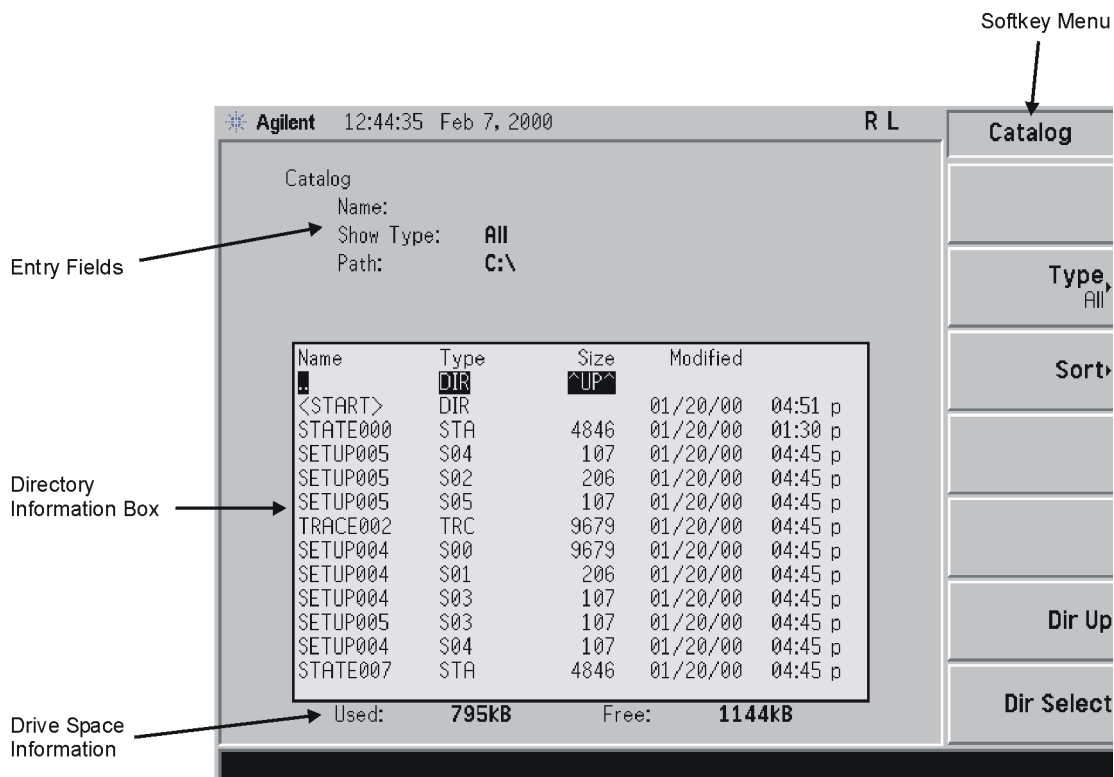 Softkey Menu
Agilent 12:44:35 Feb 7, 2000 R L
Catalog
Catalog
Name:
Show Type: All
Path: C:\
Entry Fields
Type
All
Sort
Name Type Size Modified
.. DIR ^UP^
<START> DIR 01/20/00 04:51 p
STATE000 STA 4846 01/20/00 01:30 p
SETUP005 S04 107 01/20/00 04:45 p
SETUP005 S02 206 01/20/00 04:45 p
SETUP005 S05 107 01/20/00 04:45 p
TRACE002 TRC 9679 01/20/00 04:45 p
SETUP004 S00 9679 01/20/00 04:45 p
SETUP004 S01 206 01/20/00 04:45 p
SETUP004 S03 107 01/20/00 04:45 p
SETUP005 S03 107 01/20/00 04:45 p
SETUP004 S04 107 01/20/00 04:45 p
STATE007 STA 4846 01/20/00 04:45 p
Directory
Information Box
Dir Up
Dir Select
Used: 795kB Free: 1144kB
Drive Space
Information